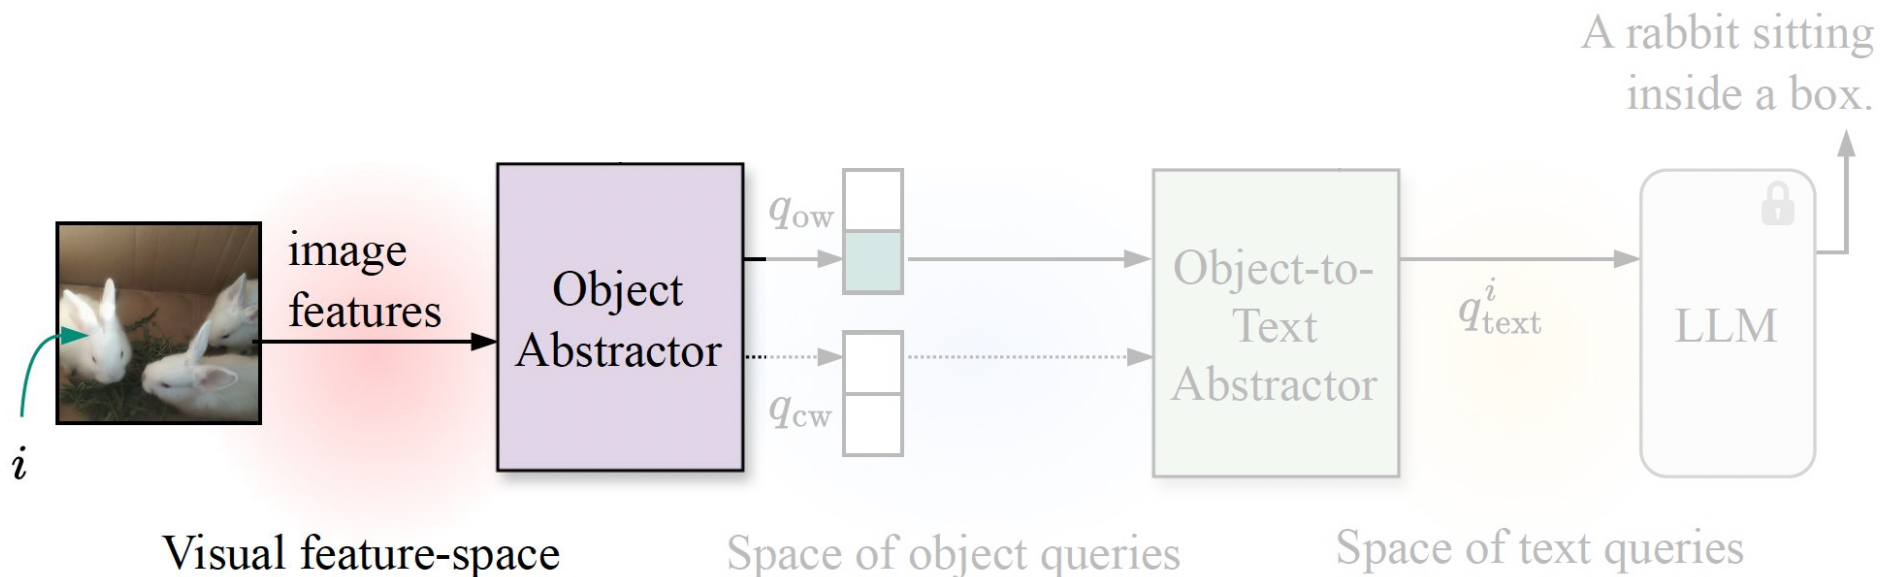 A rabbit sitting
inside a box.
image
features
Object
Abstractor
q_ow
q_cw
Object-to-
Text
Abstractor
q^i_text
LLM
i
Visual feature-space
Space of object queries
Space of text queries